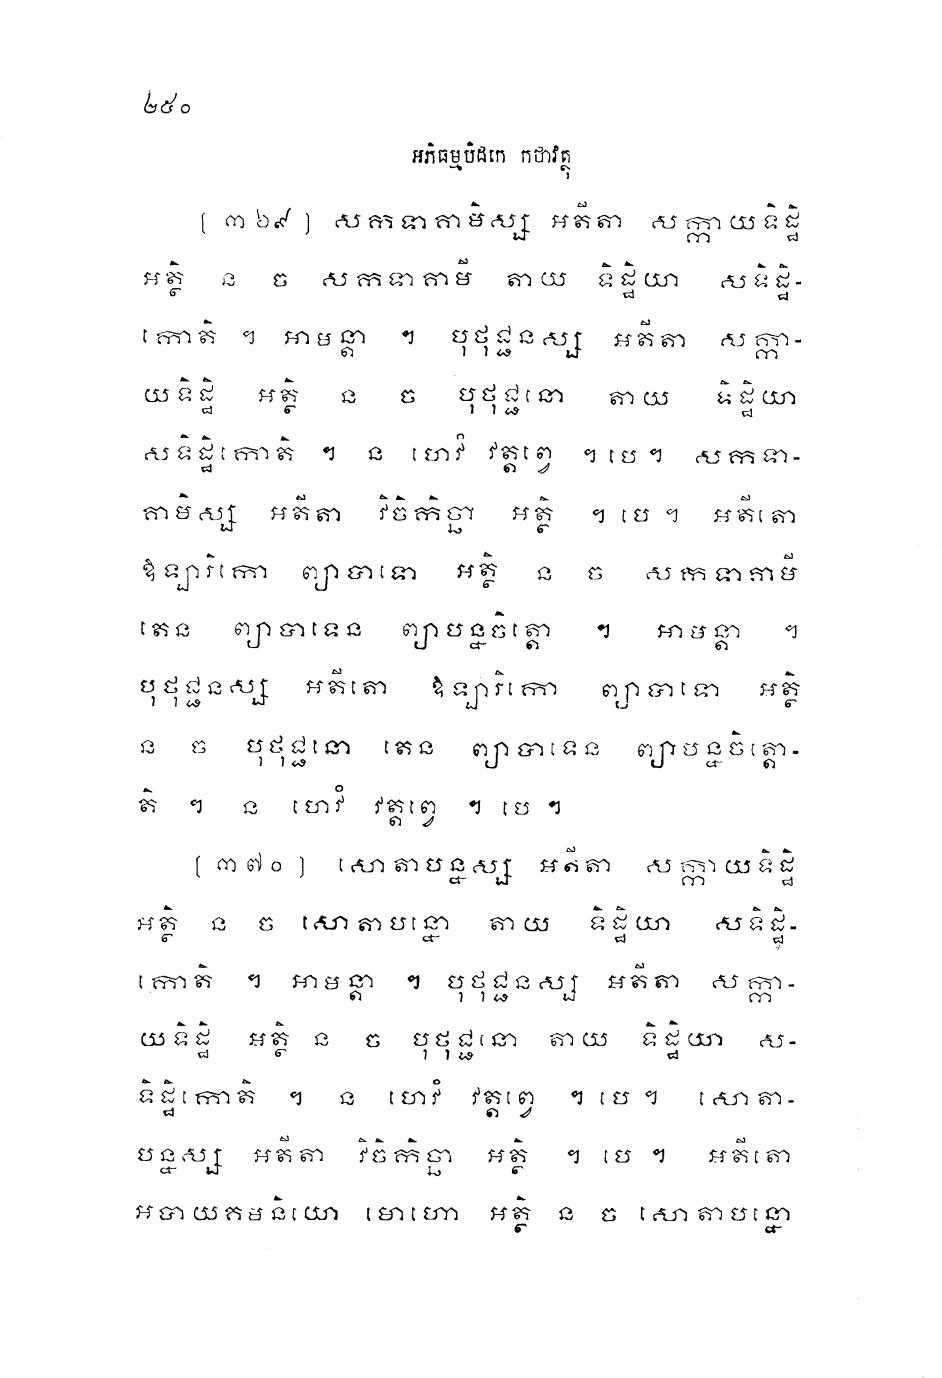 ២៥០
អភិធម្មបិដកេ កថាវត្ថុ
[៣៦៩] សកទាគាមិស្ស អតីតា សក្កាយទិដ្ឋិ
អត្ថិ ន ច សកទាគាមី តាយ ទិដ្ឋិយា សទិដ្ឋិ-
កោតិ ។ អាមន្តា ។ បុថុជ្ជនស្ស អតីតា សក្កា-
យទិដ្ឋិ អត្ថិ ន ច បុថុជ្ជនោ តាយ ទិដ្ឋិយា
សទិដ្ឋិកោតិ ។ ន ហេវំ វត្តព្វេ ។ បេ ។ សកទា-
គាមិស្ស អតីតា វិចិកិច្ឆា អត្ថិ ។ បេ ។ អតីតោ
ឱឡារិកោ ព្យាបាទោ អត្ថិ ន ច សកទាគាមី
តេន ព្យាបាទេន ព្យាបន្នចិត្តោ ។ អាមន្តា ។
បុថុជ្ជនស្ស អតីតោ ឱឡារិកោ ព្យាបាទោ អត្ថិ
ន ច បុថុជ្ជនោ តេន ព្យាបាទេន ព្យាបន្នចិត្តោ-
តិ ។ ន ហេវំ វត្តព្វេ ។ បេ ។
[៣៧០] សោតាបន្នស្ស អតីតា សក្កាយទិដ្ឋិ
អត្ថិ ន ច សោតាបន្នោ តាយ ទិដ្ឋិយា សទិដ្ឋិ-
កោតិ ។ អាមន្តា ។ បុថុជ្ជនស្ស អតីតា សក្កា-
យទិដ្ឋិ អត្ថិ ន ច បុថុជ្ជនោ តាយ ទិដ្ឋិយា ស-
ទិដ្ឋិកោតិ ។ ន ហេវំ វត្តព្វេ ។ បេ ។ សោតា-
បន្នស្ស អតីតា វិចិកិច្ឆា អត្ថិ ។ បេ ។ អតីតោ
អបាយគមនិយោ មោហោ អត្ថិ ន ច សោតាបន្នោ